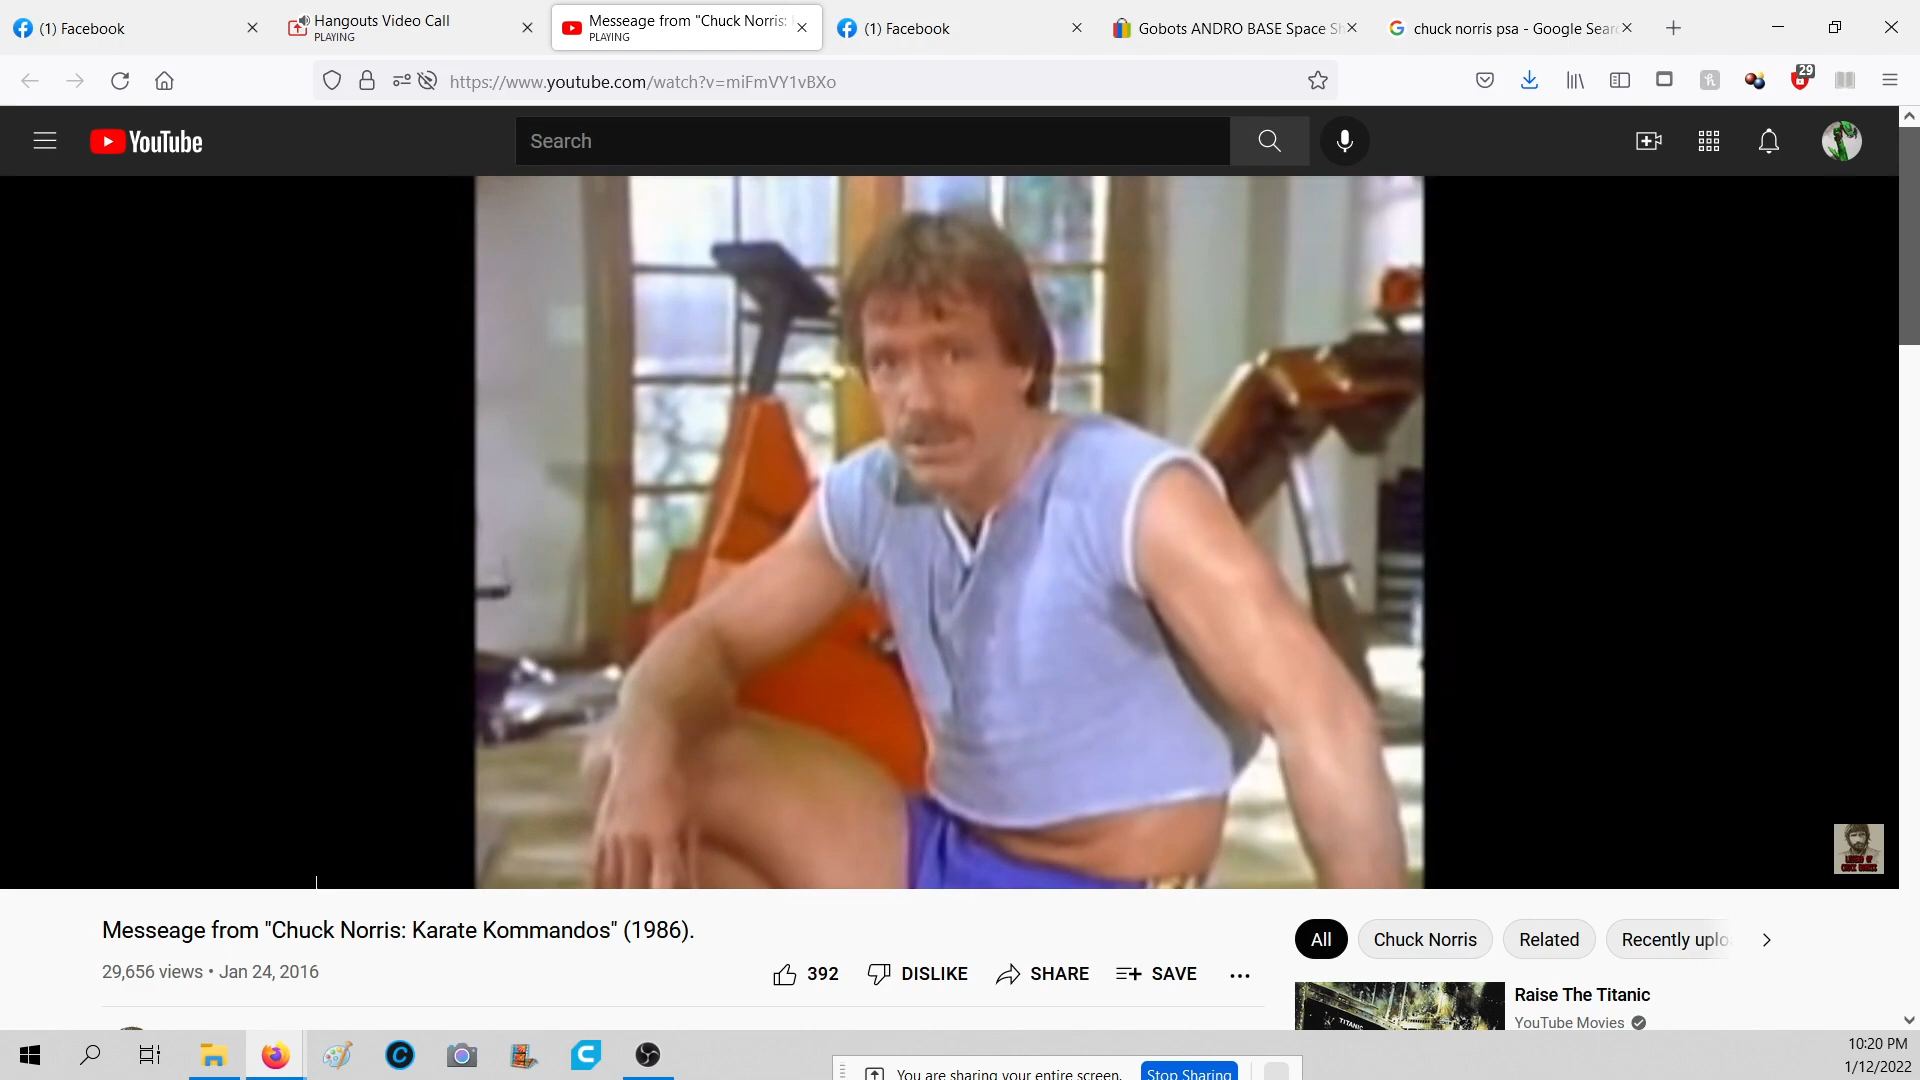 (1) Facebook
Hangouts Video Call
PLAYING
Messeage from "Chuck Norris:
PLAYING
(1) Facebook
Gobots ANDRO BASE Space Sh
chuck norris psa - Google Searc
https://www.youtube.com/watch?v=miFmVY1vBXo
29
YouTube
Search
Messeage from "Chuck Norris: Karate Kommandos" (1986).
29,656 views • Jan 24, 2016
392
DISLIKE
SHARE
SAVE
All
Chuck Norris
Related
Recently uplo
Raise The Titanic
YouTube Movies
TITANIC
You are sharing your entire screen.
Stop Sharing
10:20 PM
1/12/2022